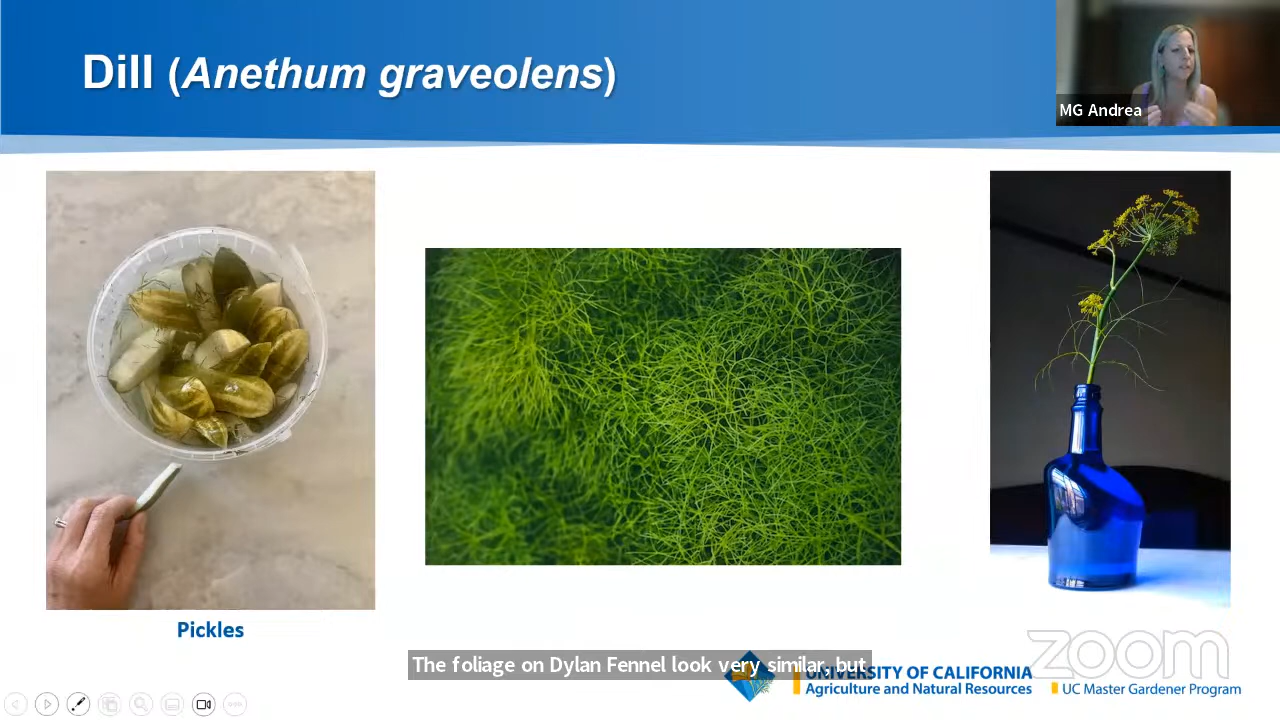 Dill (Anethum graveolens)
MG Andrea
Pickles
The foliage on Dylan Fennel look very similar, but
UNIVERSITY OF CALIFORNIA
Agriculture and Natural Resources
UC Master Gardener Program
zoom